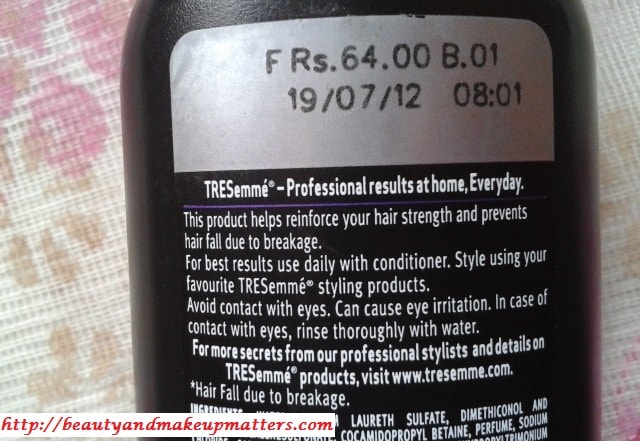 F Rs.64.00 B.01
19/07/12 08:01
TRESemmé® – Professional results at home, Everyday.
This product helps reinforce your hair strength and prevents
hair fall due to breakage.
For best results use daily with conditioner. Style using your
favourite TRESemmé® styling products.
Avoid contact with eyes. Can cause eye irritation. In case of
contact with eyes, rinse thoroughly with water.
For more secrets from our professional stylists and details on
TRESemmé® products, visit www.tresemme.com.
*Hair Fall due to breakage.
LAURETH SULFATE, DIMETHICONOL AND
COCAMIDOPROPYL BETAINE, PERFUME, SODIUM
http://beautyandmakeupmatters.com.